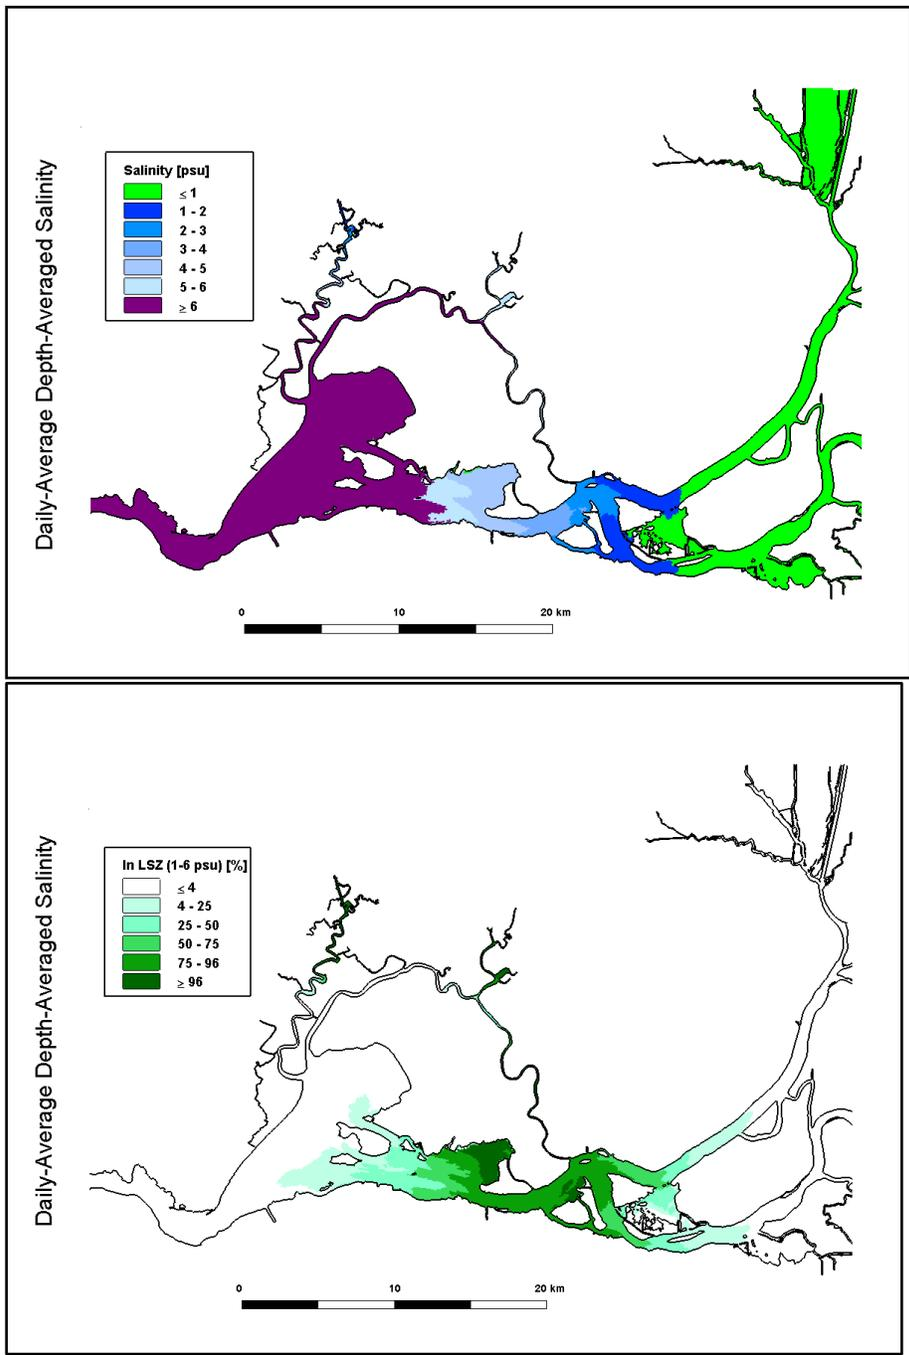 Daily-Average Depth-Averaged Salinity
Salinity [psu]
≤ 1
1 - 2
2 - 3
3 - 4
4 - 5
5 - 6
≥ 6
0 10 20 km
Daily-Average Depth-Averaged Salinity
In LSZ (1-6 psu) [%]
≤ 4
4 - 25
25 - 50
50 - 75
75 - 96
≥ 96
0 10 20 km